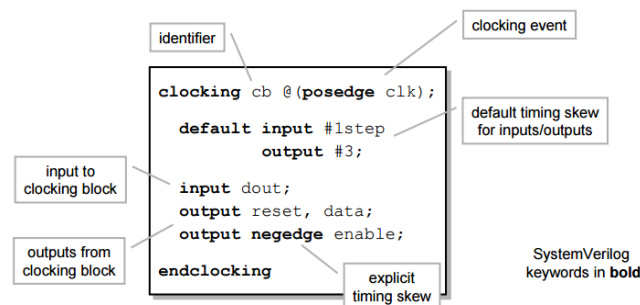 identifier
clocking event
clocking cb @(posedge clk);
default input #1step
output #3;
default timing skew
for inputs/outputs
input to
clocking block
input dout;
output reset, data;
output negedge enable;
outputs from
clocking block
endclocking
explicit
timing skew
SystemVerilog
keywords in bold